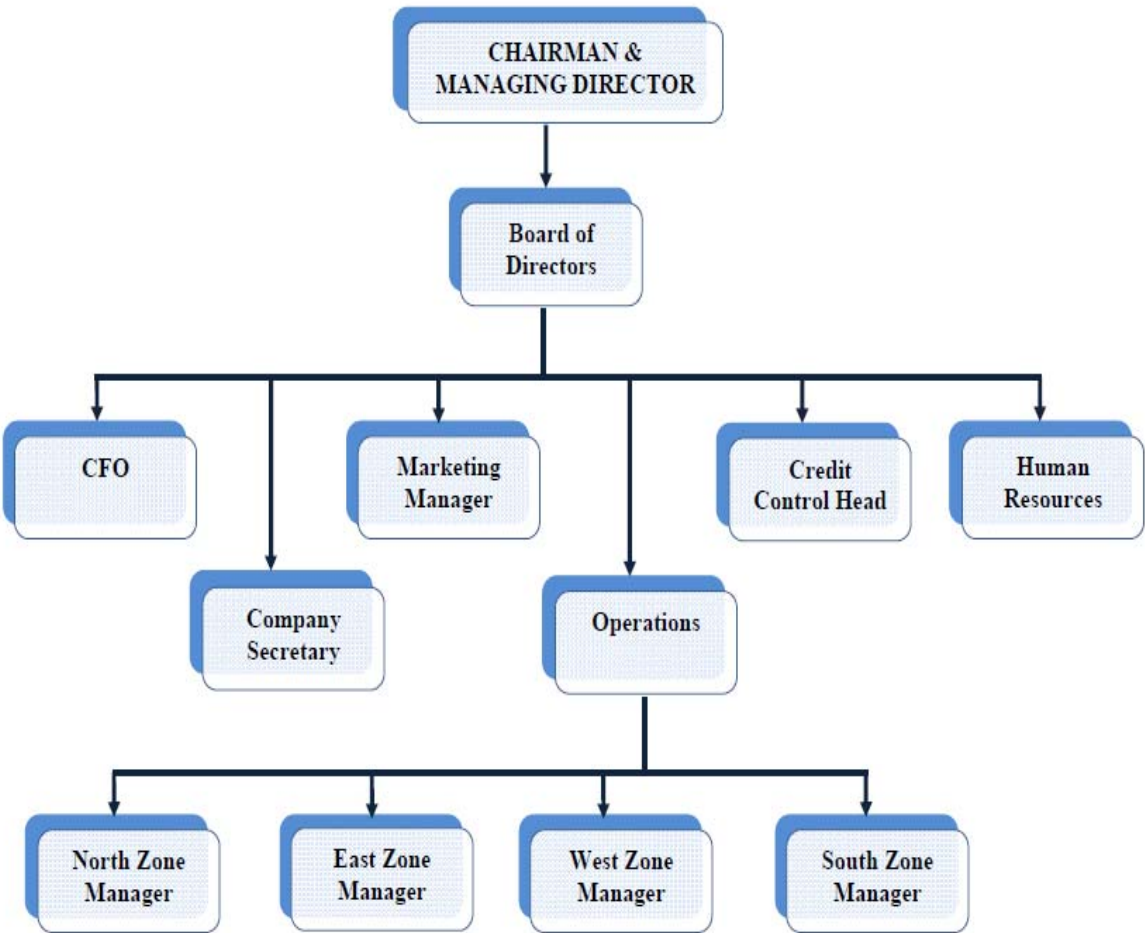 CHAIRMAN &
MANAGING DIRECTOR
Board of
Directors
CFO
Marketing
Manager
Credit
Control Head
Human
Resources
Company
Secretary
Operations
North Zone
Manager
East Zone
Manager
West Zone
Manager
South Zone
Manager